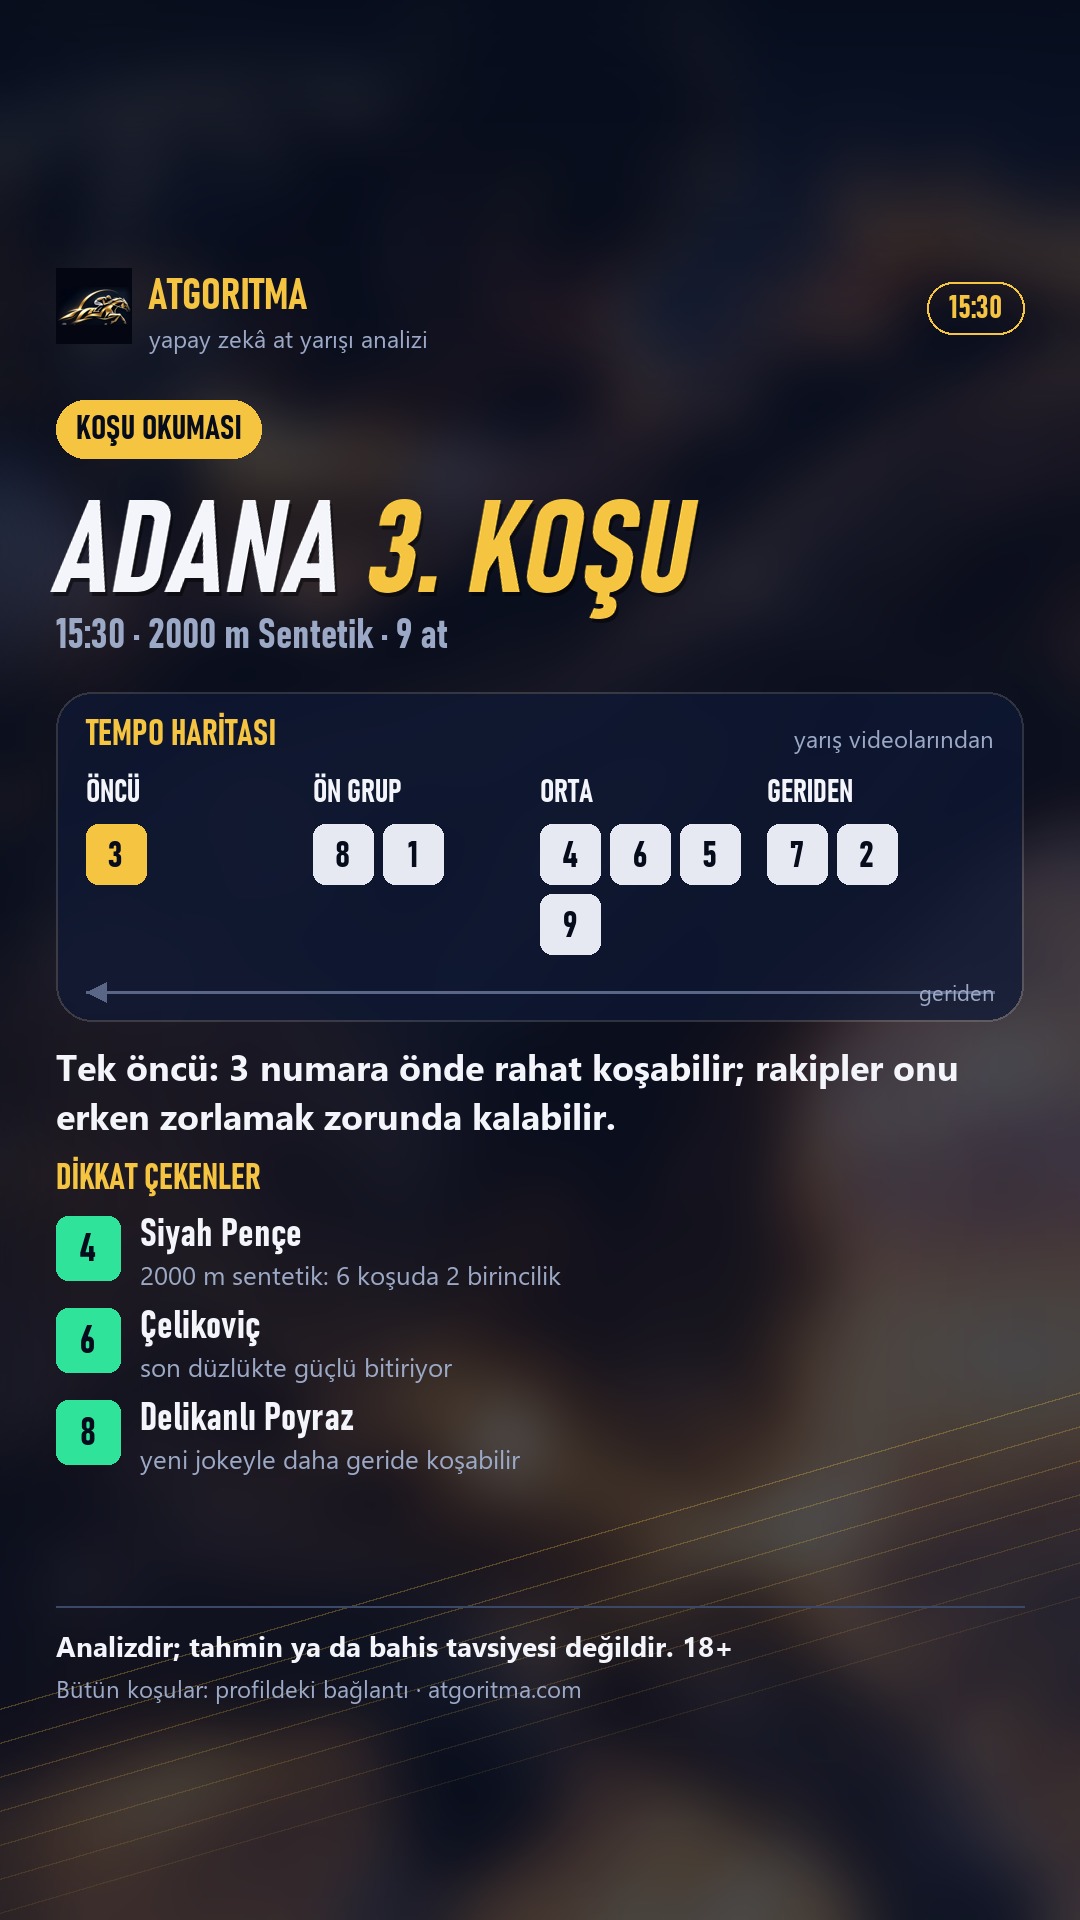 ATGORITMA
yapay zekâ at yarışı analizi
15:30
KOŞU OKUMASI
ADANA 3. KOŞU
15:30 · 2000 m Sentetik · 9 at
TEMPO HARİTASI
yarış videolarından
ÖNCÜ ÖN GRUP ORTA GERIDEN
3 8 1 4 6 5 7 2
9
geriden
Tek öncü: 3 numara önde rahat koşabilir; rakipler onu
erken zorlamak zorunda kalabilir.
DİKKAT ÇEKENLER
4 Siyah Pençe
2000 m sentetik: 6 koşuda 2 birincilik
6 Çelikoviç
son düzlükte güçlü bitiriyor
8 Delikanlı Poyraz
yeni jokeyle daha geride koşabilir
Analizdir; tahmin ya da bahis tavsiyesi değildir. 18+
Bütün koşular: profildeki bağlantı · atgoritma.com